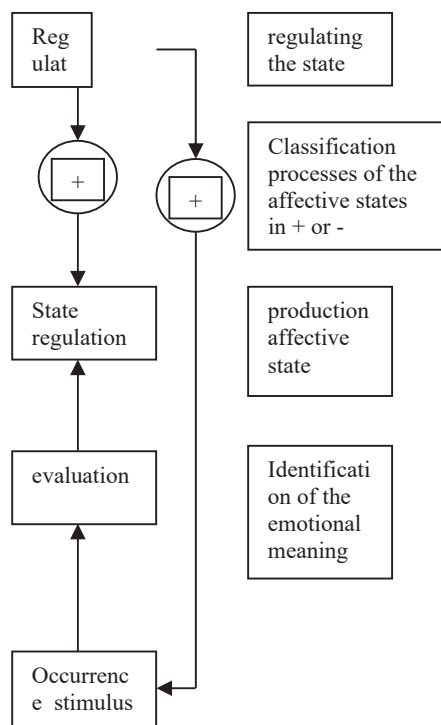 Reg
ulat
regulating
the state
+
+
Classification
processes of the
affective states
in + or -
State
regulation
production
affective
state
evaluation
Identificati
on of the
emotional
meaning
Occurrenc
e stimulus